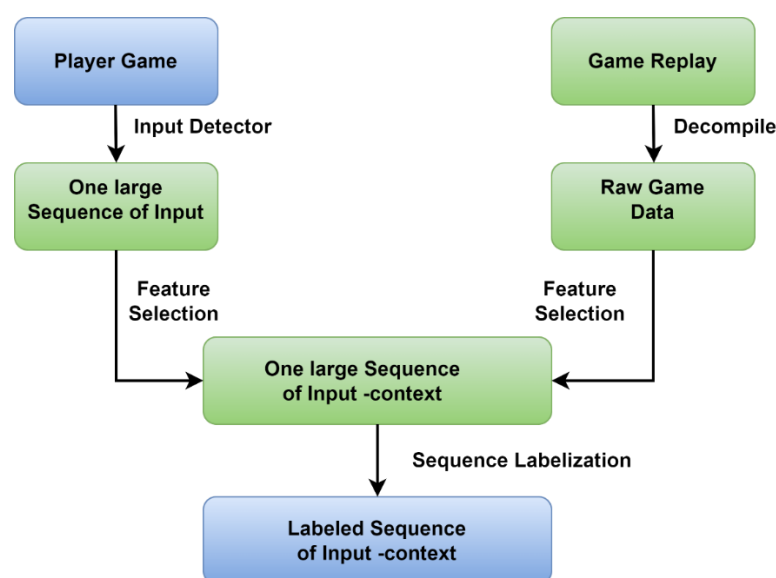 Player Game
Game Replay
Input Detector
Decompile
One large
Sequence of Input
Raw Game
Data
Feature
Selection
Feature
Selection
One large Sequence
of Input -context
Sequence Labelization
Labeled Sequence
of Input -context